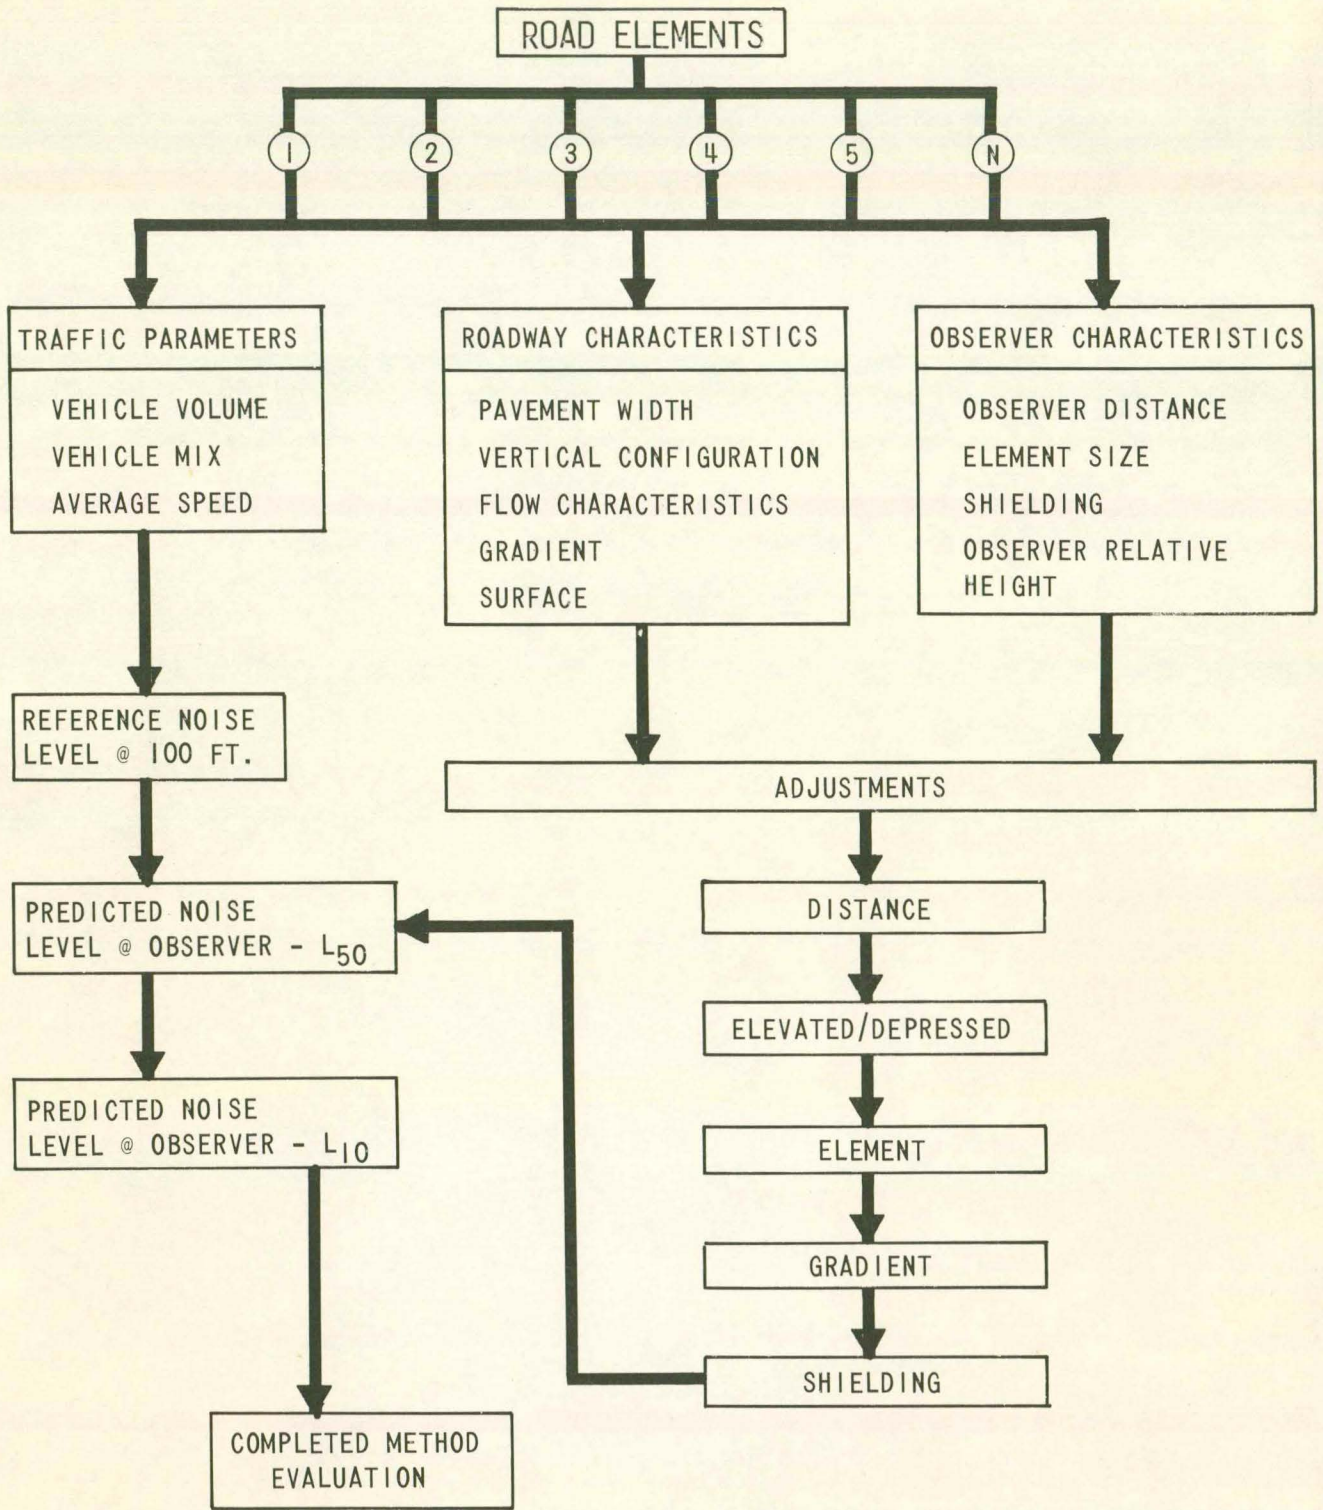 ROAD ELEMENTS
1
2
3
4
5
N
TRAFFIC PARAMETERS
VEHICLE VOLUME
VEHICLE MIX
AVERAGE SPEED
ROADWAY CHARACTERISTICS
PAVEMENT WIDTH
VERTICAL CONFIGURATION
FLOW CHARACTERISTICS
GRADIENT
SURFACE
OBSERVER CHARACTERISTICS
OBSERVER DISTANCE
ELEMENT SIZE
SHIELDING
OBSERVER RELATIVE
HEIGHT
REFERENCE NOISE
LEVEL @ 100 FT.
ADJUSTMENTS
PREDICTED NOISE
LEVEL @ OBSERVER - L50
DISTANCE
ELEVATED/DEPRESSED
PREDICTED NOISE
LEVEL @ OBSERVER - L10
ELEMENT
GRADIENT
SHIELDING
COMPLETED METHOD
EVALUATION